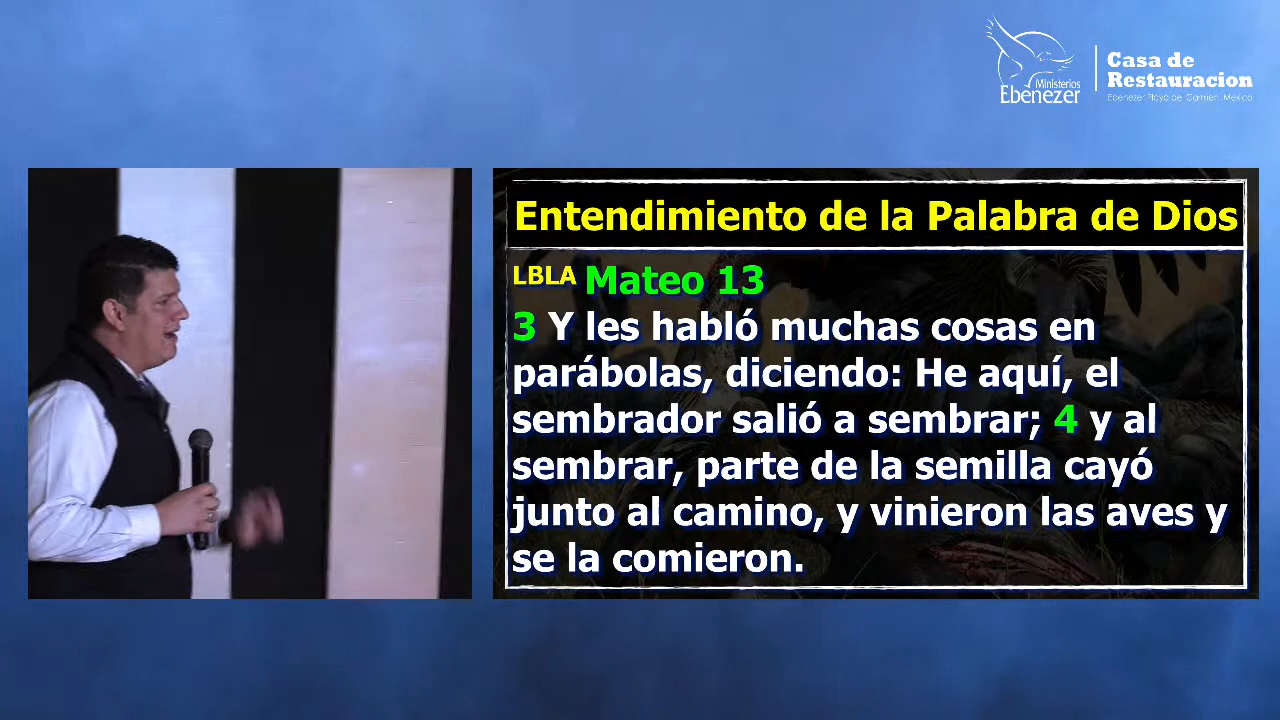 Ministerios
Ebenezer
Casa de
Restauracion
Ebenezer Playa del Carmen, Mexico
Entendimiento de la Palabra de Dios
LBLA Mateo 13
3 Y les habló muchas cosas en
parábolas, diciendo: He aquí, el
sembrador salió a sembrar; 4 y al
sembrar, parte de la semilla cayó
junto al camino, y vinieron las aves y
se la comieron.